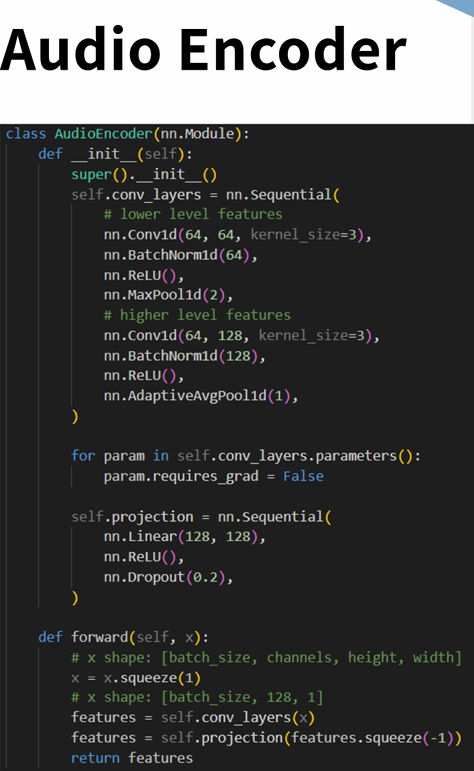 Audio Encoder
class AudioEncoder(nn.Module):
    def __init__(self):
        super().__init__()
        self.conv_layers = nn.Sequential(
            # lower level features
            nn.Conv1d(64, 64, kernel_size=3),
            nn.BatchNorm1d(64),
            nn.ReLU(),
            nn.MaxPool1d(2),
            # higher level features
            nn.Conv1d(64, 128, kernel_size=3),
            nn.BatchNorm1d(128),
            nn.ReLU(),
            nn.AdaptiveAvgPool1d(1),
        )

        for param in self.conv_layers.parameters():
            param.requires_grad = False

        self.projection = nn.Sequential(
            nn.Linear(128, 128),
            nn.ReLU(),
            nn.Dropout(0.2),
        )

    def forward(self, x):
        # x shape: [batch_size, channels, height, width]
        x = x.squeeze(1)
        # x shape: [batch_size, 128, 1]
        features = self.conv_layers(x)
        features = self.projection(features.squeeze(-1))
        return features